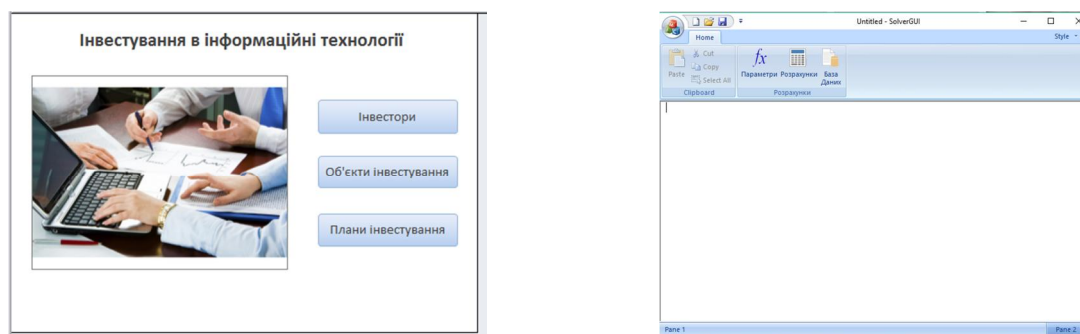 Інвестування в інформаційні технології
Інвестори
Об'єкти інвестування
Плани інвестування
Untitled - SolverGUI
Home
Style
Paste
Cut
Copy
Select All
Clipboard
fx
Параметри
Розрахунки
База Даних
Розрахунки
Pane 1
Pane 2